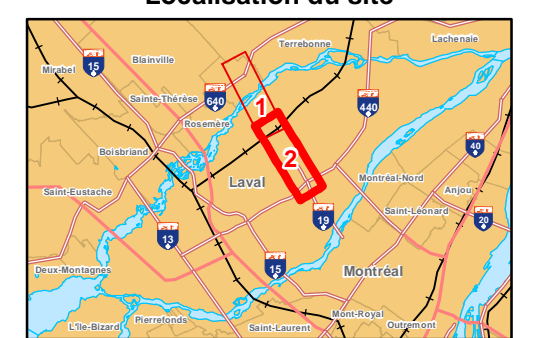 Localisation du site
Lachenaie
Terrebonne
Blainville
15
Mirabel
Sainte-Thérèse
640
1
440
Rosemère
40
Boisbriand
2
Laval
Montréal-Nord
Anjou
Saint-Eustache
Saint-Léonard
19
20
13
15
Deux-Montagnes
Montréal
Mont-Royal
Pierrefonds
Outremont
L'île-Bizard
Saint-Laurent